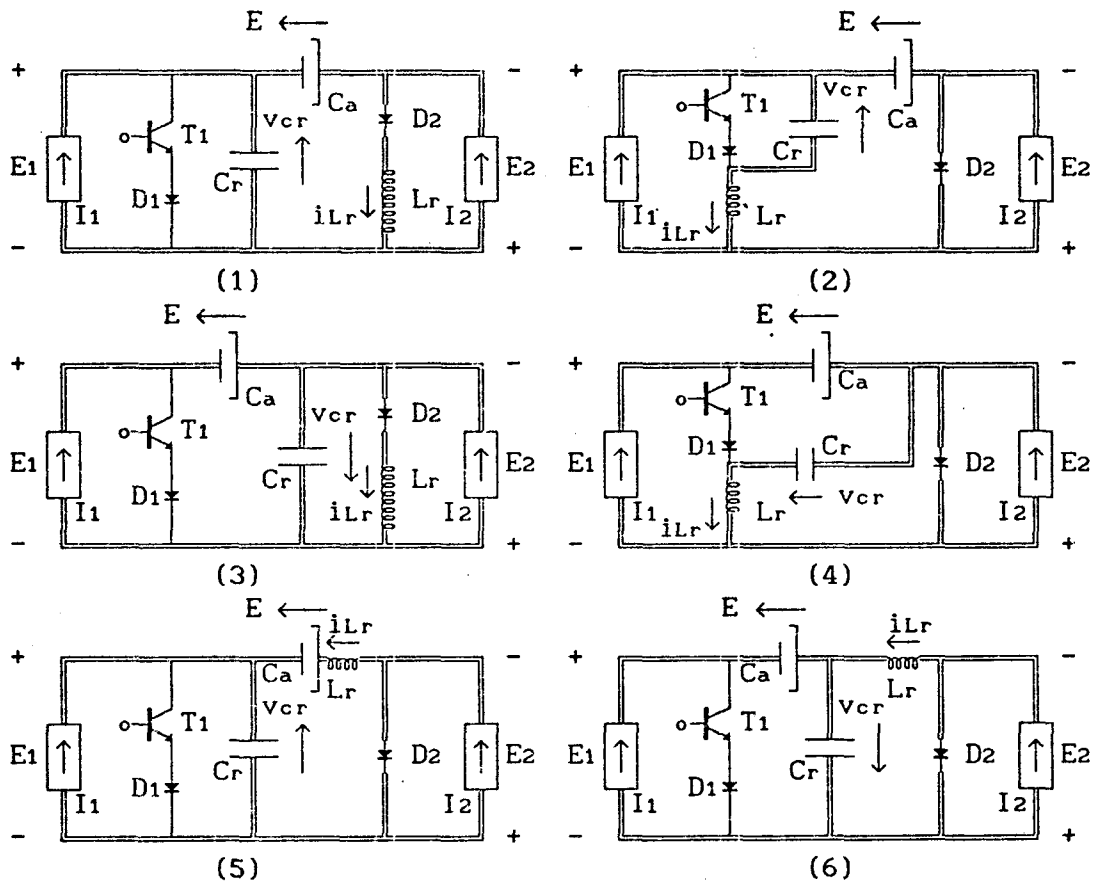 E
+ -
Ca
T1 Vcr D2
E1 E2
D1 Cr Lr
I1 iLr I2
- +
(1)
E
+ -
T1 Vcr Ca
D1 Cr D2
E1 E2
I1 iLr Lr I2
- +
(2)
E
+ -
Ca
T1 Vcr D2
E1 E2
D1 Cr Lr
I1 iLr I2
- +
(3)
E
+ -
Ca
T1
D1 Cr D2
E1 E2
I1 iLr Lr Vcr I2
- +
(4)
E iLr
+ -
Ca Lr
T1 Vcr
E1 D2 E2
D1 Cr
I1 I2
- +
(5)
E iLr
+ -
Ca Lr
T1 Vcr
E1 D2 E2
D1 Cr
I1 I2
- +
(6)